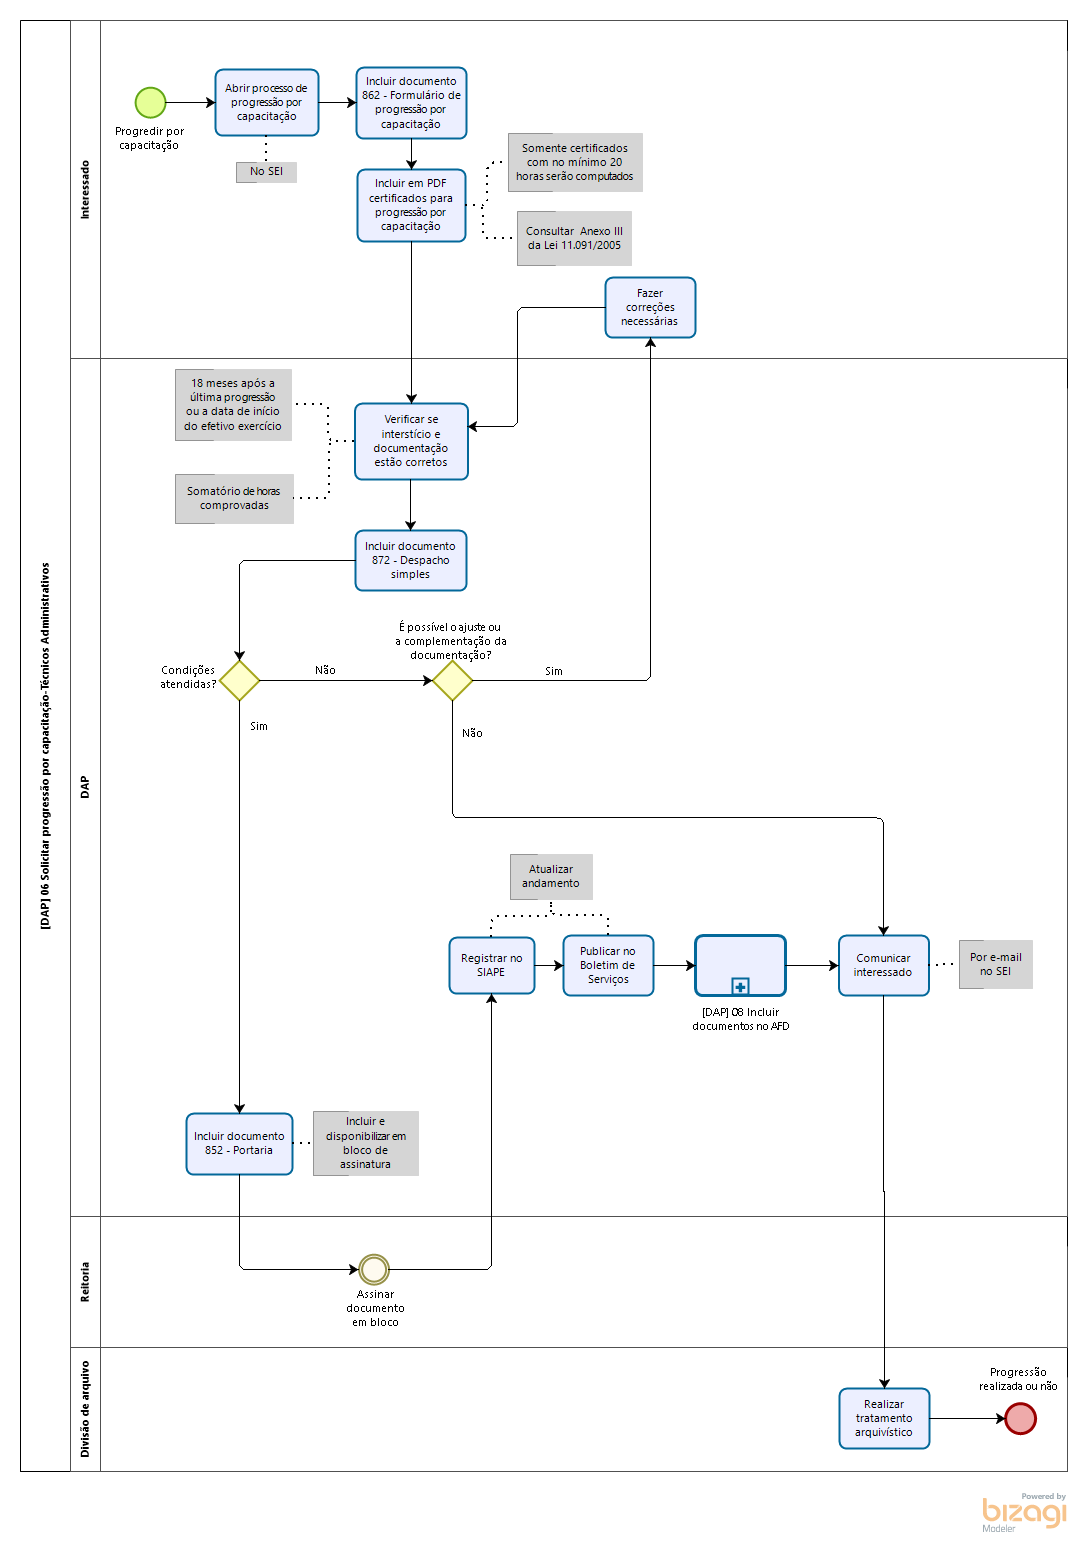 [DAP] 06 Solicitar progressão por capacitação-Técnicos Administrativos
Interessado
Progredir por
capacitação
Abrir processo de
progressão por
capacitação
No SEI
Incluir documento
862 - Formulário de
progressão por
capacitação
Incluir em PDF
certificados para
progressão por
capacitação
Somente certificados
com no mínimo 20
horas serão computados
Consultar Anexo III
da Lei 11.091/2005
Fazer
correções
necessárias
DAP
18 meses após a
última progressão
ou a data de início
do efetivo exercício
Somatório de horas
comprovadas
Verificar se
interstício e
documentação
estão corretos
Incluir documento
872 - Despacho
simples
Condições
atendidas?
Não
Sim
É possível o ajuste ou
a complementação da
documentação?
Sim
Não
Atualizar
andamento
Registrar no
SIAPE
Publicar no
Boletim de
Serviços
[DAP] 08 Incluir
documentos no AFD
Comunicar
interessado
Por e-mail
no SEI
Incluir documento
852 - Portaria
Incluir e
disponibilizar em
bloco de
assinatura
Reitoria
Assinar
documento
em bloco
Divisão de arquivo
Realizar
tratamento
arquivístico
Progressão
realizada ou não
Powered by
bizagi
Modeler